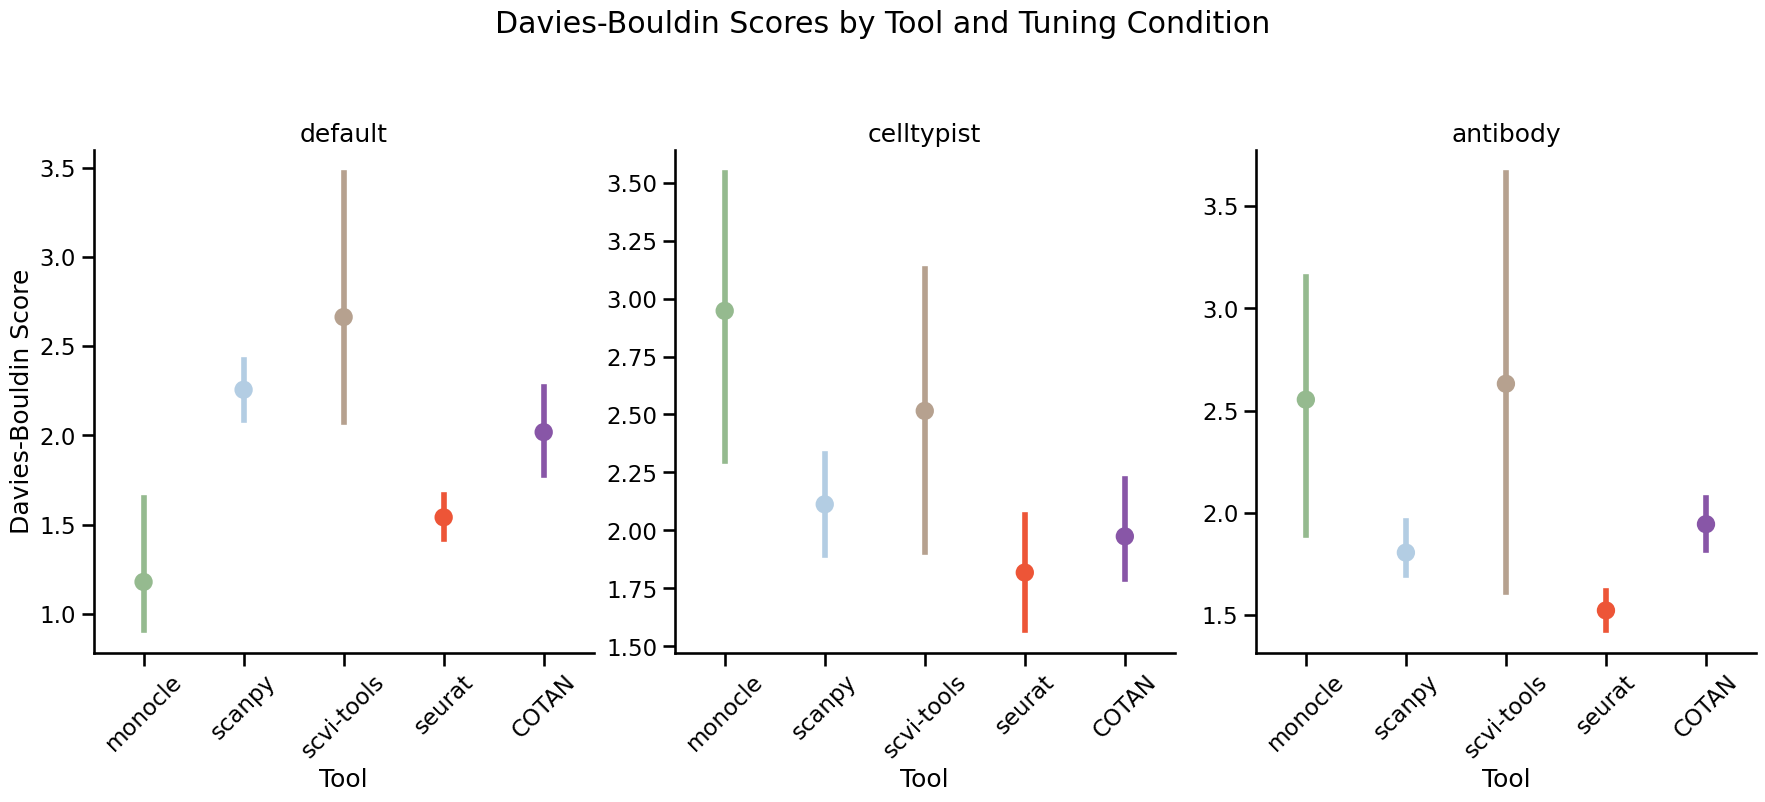 Davies-Bouldin Scores by Tool and Tuning Condition
default
Davies-Bouldin Score
3.5
3.0
2.5
2.0
1.5
1.0
monocle
scanpy
scvi-tools
seurat
COTAN
Tool
celltypist
3.50
3.25
3.00
2.75
2.50
2.25
2.00
1.75
1.50
monocle
scanpy
scvi-tools
seurat
COTAN
Tool
antibody
3.5
3.0
2.5
2.0
1.5
monocle
scanpy
scvi-tools
seurat
COTAN
Tool